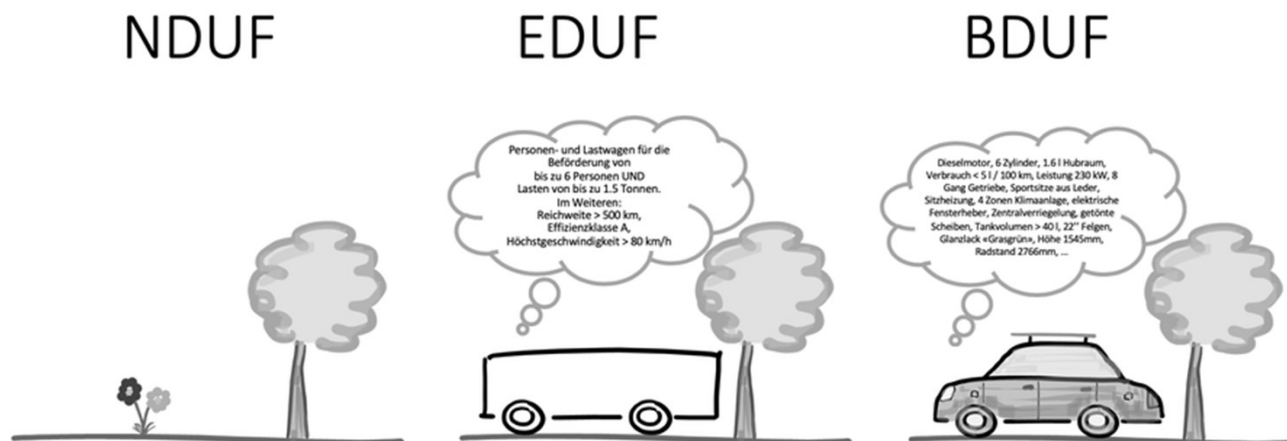 NDUF
EDUF
BDUF
Personen- und Lastwagen für die
Beförderung von
bis zu 6 Personen UND
Lasten von bis zu 1.5 Tonnen.
Im Weiteren:
Reichweite > 500 km,
Effizienzklasse A,
Höchstgeschwindigkeit > 80 km/h
Dieselmotor, 6 Zylinder, 1.6 l Hubraum,
Verbrauch < 5 l / 100 km, Leistung 230 kW, 8
Gang Getriebe, Sportsitze aus Leder,
Sitzheizung, 4 Zonen Klimaanlage, elektrische
Fensterheber, Zentralverriegelung, getönte
Scheiben, Tankvolumen > 40 l, 22'' Felgen,
Glanzlack «Grasgrün», Höhe 1545mm,
Radstand 2766mm, ...